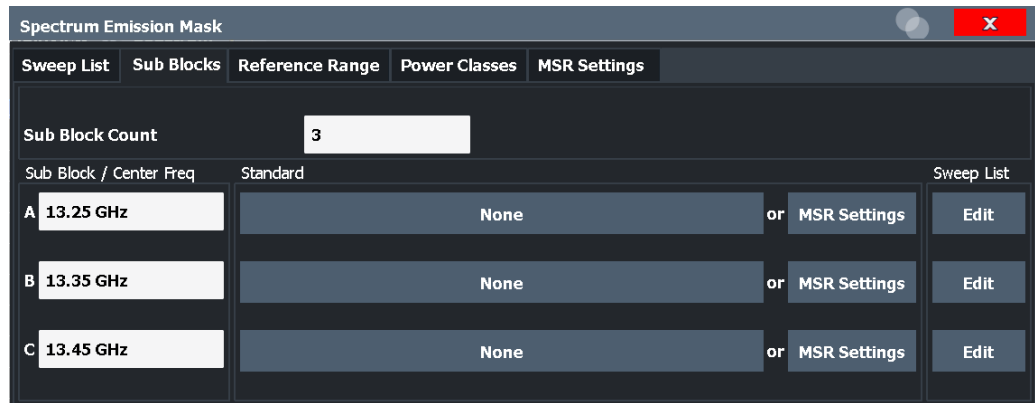 Spectrum Emission Mask X
Sweep List Sub Blocks Reference Range Power Classes MSR Settings
Sub Block Count 3
Sub Block / Center Freq Standard Sweep List
A 13.25 GHz None or MSR Settings Edit
B 13.35 GHz None or MSR Settings Edit
C 13.45 GHz None or MSR Settings Edit